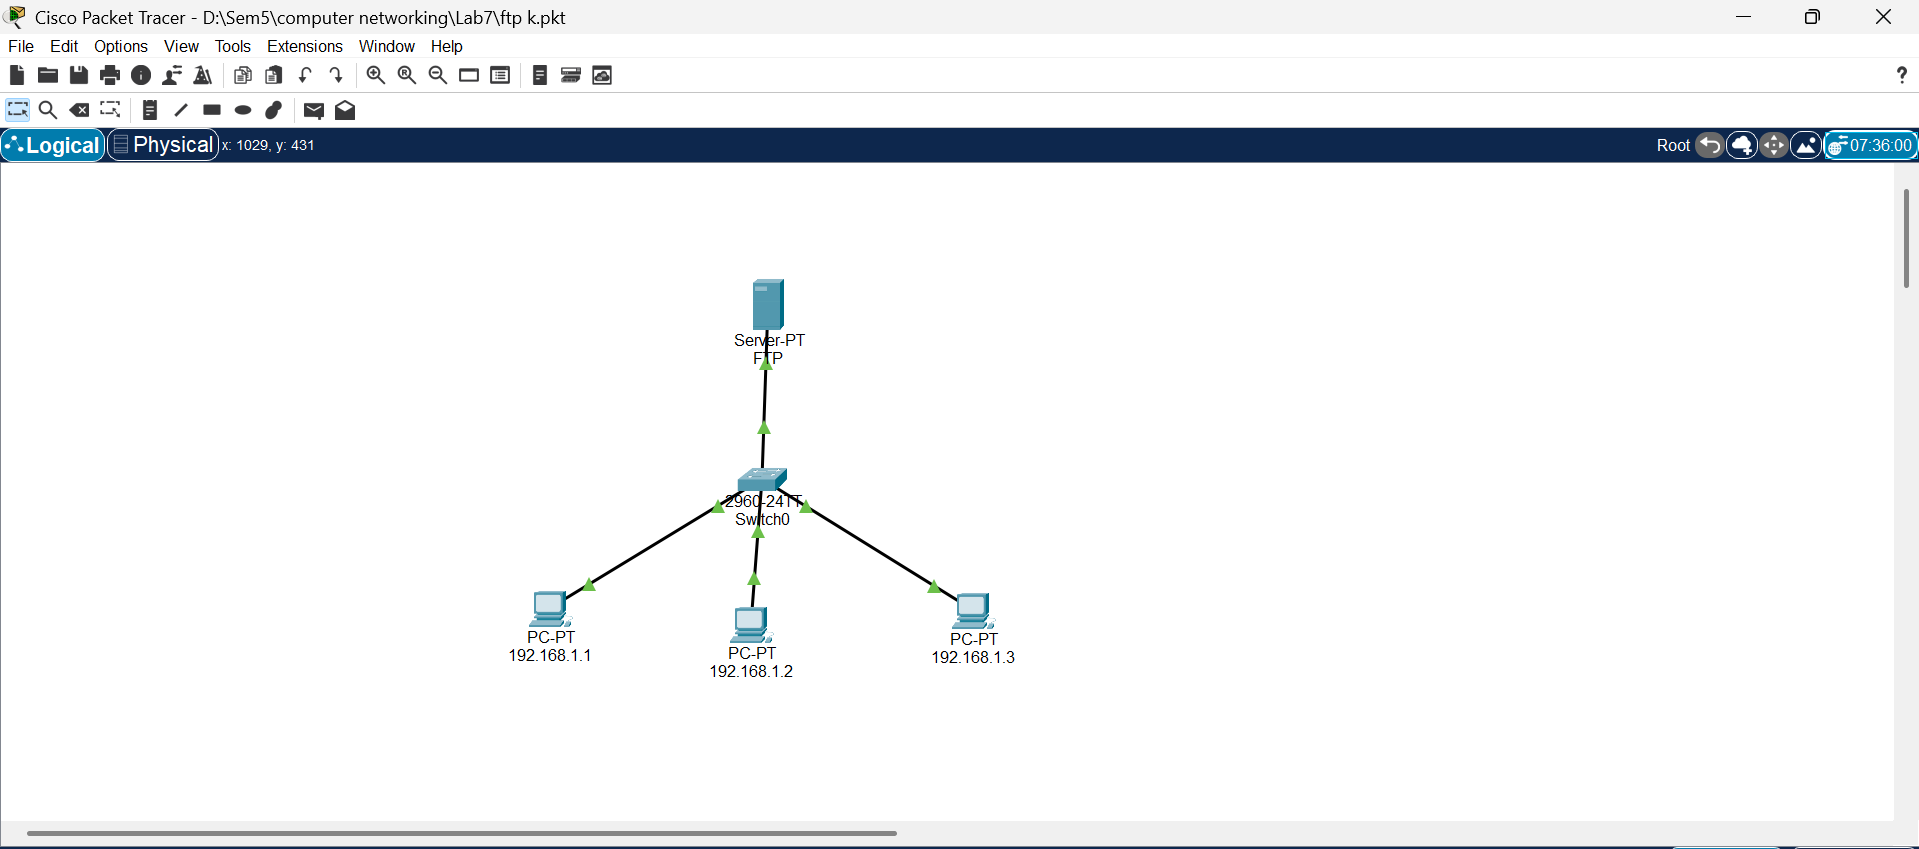 Cisco Packet Tracer - D:\Sem5\computer networking\Lab7\ftp k.pkt
File Edit Options View Tools Extensions Window Help
?
Logical Physical x: 1029, y: 431 Root 07:36:00
Server-PT
FTP
2960-24TT
Switch0
PC-PT
192.168.1.1
PC-PT
192.168.1.2
PC-PT
192.168.1.3